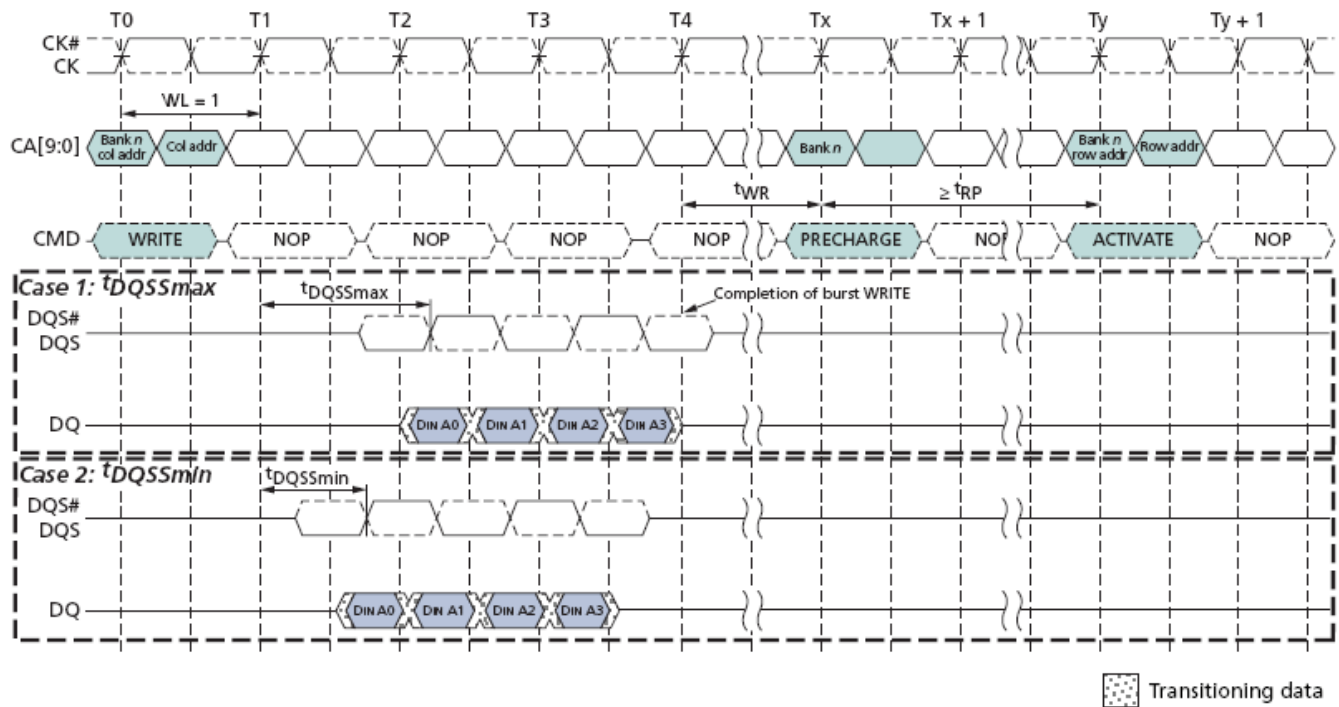 T0 T1 T2 T3 T4 Tx Tx + 1 Ty Ty + 1
CK#
CK
WL = 1
CA[9:0]
Bank n
col addr
Col addr
Bank n
Bank n
row addr
Row addr
tWR
≥ tRP
CMD
WRITE NOP NOP NOP NOP PRECHARGE NOP ACTIVATE NOP
Case 1: tDQSSmax
tDQSSmax
Completion of burst WRITE
DQS#
DQS
DQ
DIN A0 DIN A1 DIN A2 DIN A3
Case 2: tDQSSmin
tDQSSmin
DQS#
DQS
DQ
DIN A0 DIN A1 DIN A2 DIN A3
Transitioning data